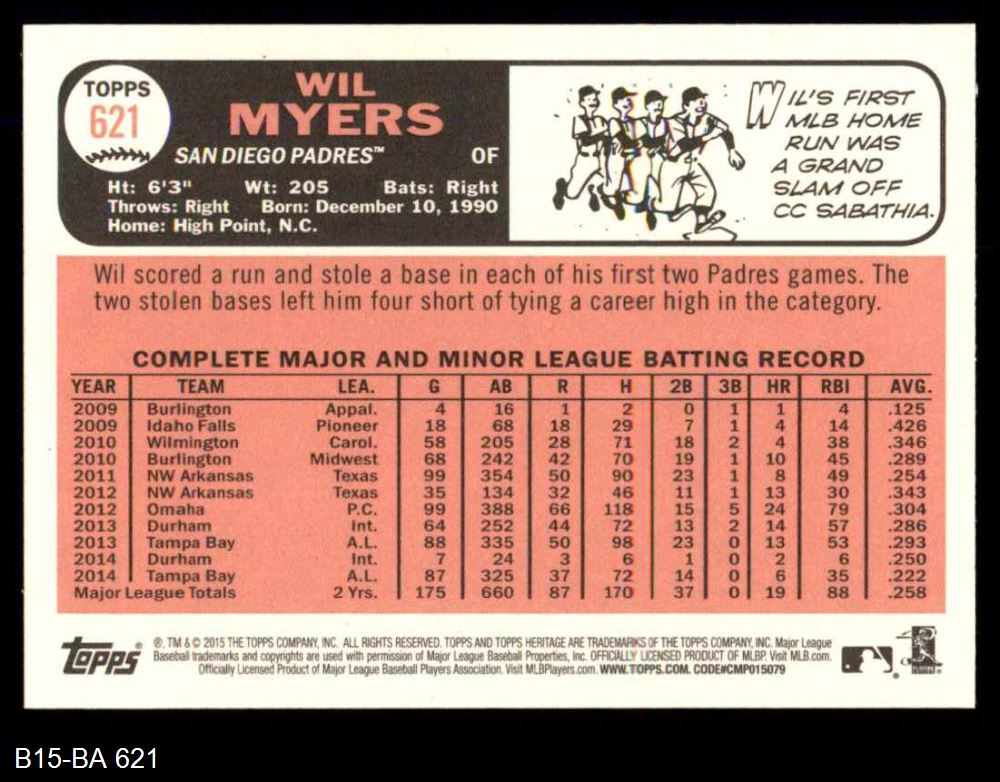 TOPPS
621
WIL
MYERS
SAN DIEGO PADRES™ OF
Ht: 6'3" Wt: 205 Bats: Right
Throws: Right Born: December 10, 1990
Home: High Point, N.C.
WIL'S FIRST
MLB HOME
RUN WAS
A GRAND
SLAM OFF
CC SABATHIA.
Wil scored a run and stole a base in each of his first two Padres games. The
two stolen bases left him four short of tying a career high in the category.
COMPLETE MAJOR AND MINOR LEAGUE BATTING RECORD
YEAR TEAM LEA. G AB R H 2B 3B HR RBI AVG.
2009 Burlington Appal. 4 16 1 2 0 1 1 4 .125
2009 Idaho Falls Pioneer 18 68 18 29 7 1 4 14 .426
2010 Wilmington Carol. 58 205 28 71 18 2 4 38 .346
2010 Burlington Midwest 68 242 42 70 19 1 10 45 .289
2011 NW Arkansas Texas 99 354 50 90 23 1 8 49 .254
2012 NW Arkansas Texas 35 134 32 46 11 1 13 30 .343
2012 Omaha P.C. 99 388 66 118 15 5 24 79 .304
2013 Durham Int. 64 252 44 72 13 2 14 57 .286
2013 Tampa Bay A.L. 88 335 50 98 23 0 13 53 .293
2014 Durham Int. 7 24 3 6 1 0 2 6 .250
2014 Tampa Bay A.L. 87 325 37 72 14 0 6 35 .222
Major League Totals 2 Yrs. 175 660 87 170 37 0 19 88 .258
Topps
®, TM & © 2015 THE TOPPS COMPANY, INC. ALL RIGHTS RESERVED. TOPPS AND TOPPS HERITAGE ARE TRADEMARKS OF THE TOPPS COMPANY, INC. Major League
Baseball trademarks and copyrights are used with permission of Major League Baseball Properties, Inc. OFFICIALLY LICENSED PRODUCT OF MLBP. Visit MLB.com.
Officially Licensed Product of Major League Baseball Players Association. Visit MLBPlayers.com. WWW.TOPPS.COM. CODE#CMP015079
B15-BA 621